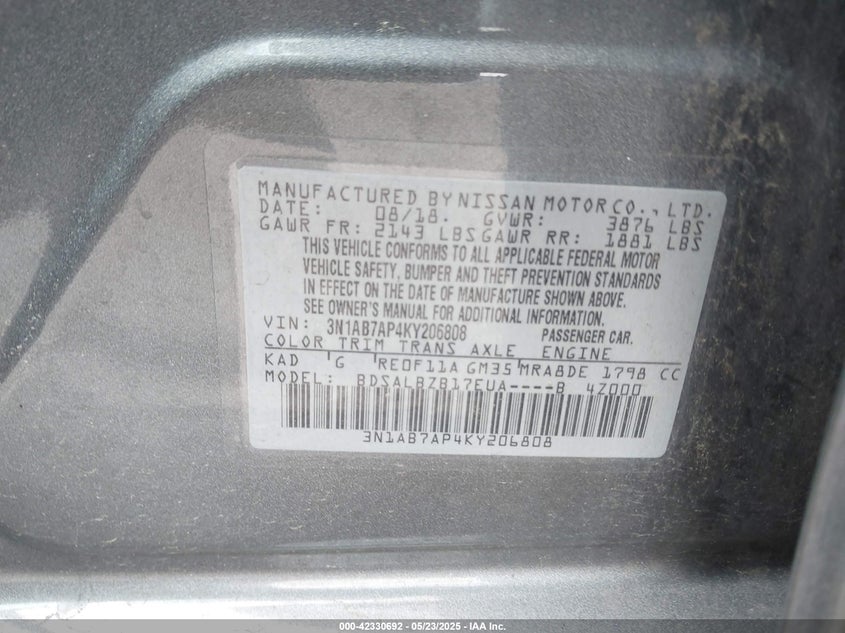 MANUFACTURED BY NISSAN MOTOR CO., LTD.
DATE: 08/18. GVWR: 3876 LBS
GAWR FR: 2143 LBS GAWR RR: 1881 LBS
THIS VEHICLE CONFORMS TO ALL APPLICABLE FEDERAL MOTOR
VEHICLE SAFETY, BUMPER AND THEFT PREVENTION STANDARDS
IN EFFECT ON THE DATE OF MANUFACTURE SHOWN ABOVE.
SEE OWNER'S MANUAL FOR ADDITIONAL INFORMATION.
VIN: 3N1AB7AP4KY206808 PASSENGER CAR.
COLOR TRIM TRANS AXLE ENGINE
KAD G RE0F11A GM35 MRA8DE 1798 CC
MODEL: BDSALBZB17EUA----B 4Z000
3N1AB7AP4KY206808
000-42330692 - 05/23/2025 - IAA Inc.